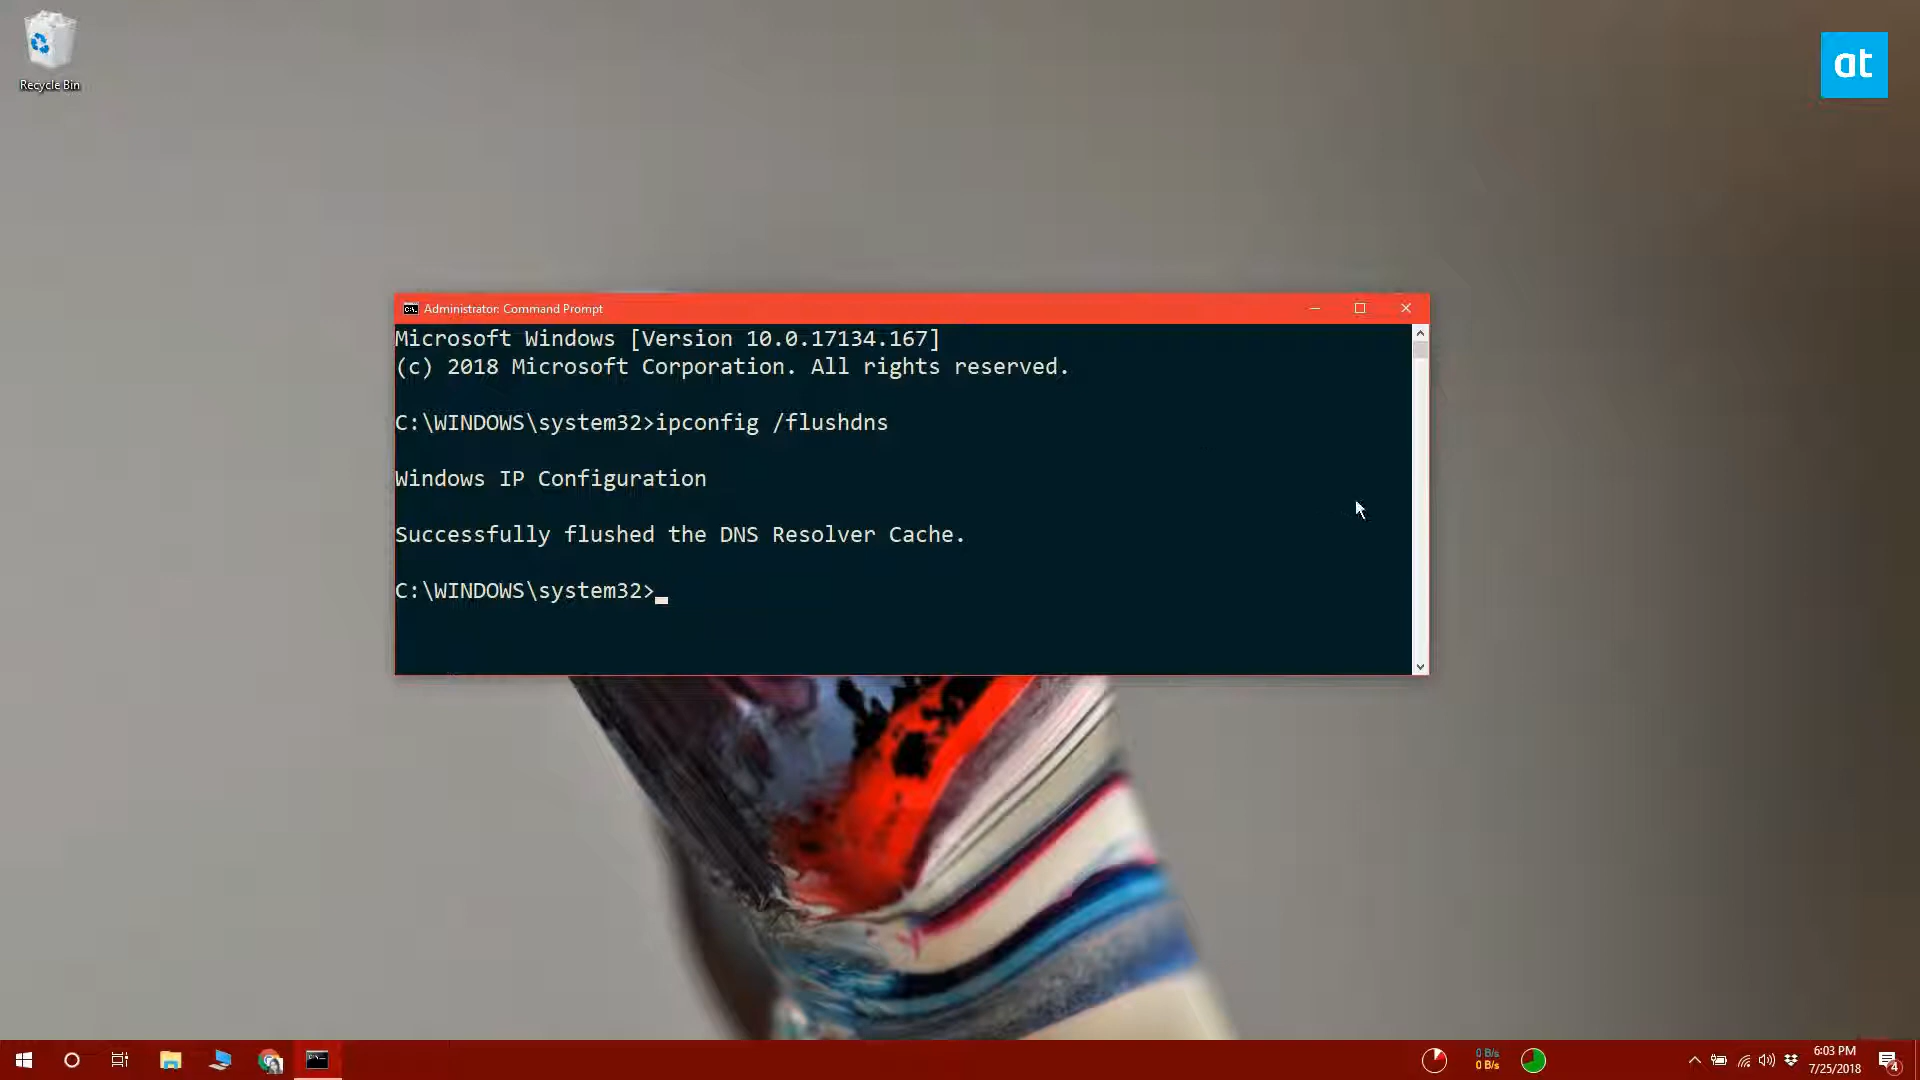 Recycle Bin
at
Administrator: Command Prompt
Microsoft Windows [Version 10.0.17134.167]
(c) 2018 Microsoft Corporation. All rights reserved.
C:\WINDOWS\system32>ipconfig /flushdns
Windows IP Configuration
Successfully flushed the DNS Resolver Cache.
C:\WINDOWS\system32>
0 B/s
0 B/s
6:03 PM
7/25/2018
4